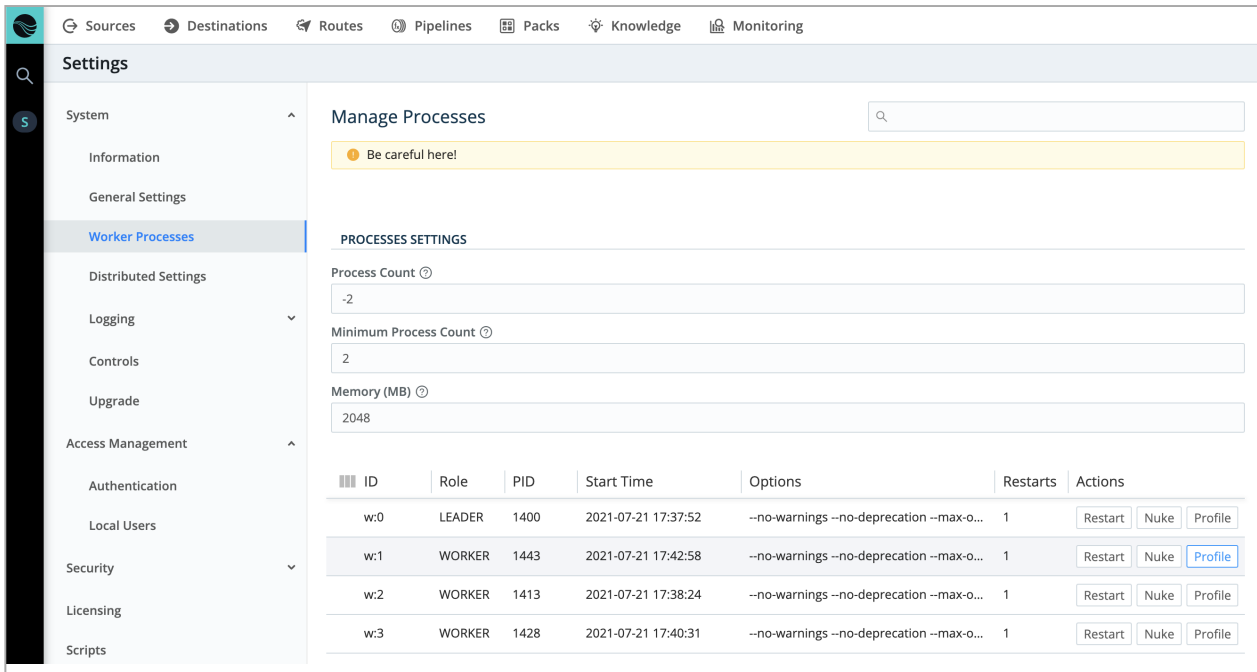 Sources Destinations Routes Pipelines Packs Knowledge Monitoring
Settings
S
System
Information
General Settings
Worker Processes
Distributed Settings
Logging
Controls
Upgrade
Access Management
Authentication
Local Users
Security
Licensing
Scripts
Manage Processes
Be careful here!
PROCESSES SETTINGS
Process Count
-2
Minimum Process Count
2
Memory (MB)
2048
ID Role PID Start Time Options Restarts Actions
w:0 LEADER 1400 2021-07-21 17:37:52 --no-warnings --no-deprecation --max-o... 1 Restart Nuke Profile
w:1 WORKER 1443 2021-07-21 17:42:58 --no-warnings --no-deprecation --max-o... 1 Restart Nuke Profile
w:2 WORKER 1413 2021-07-21 17:38:24 --no-warnings --no-deprecation --max-o... 1 Restart Nuke Profile
w:3 WORKER 1428 2021-07-21 17:40:31 --no-warnings --no-deprecation --max-o... 1 Restart Nuke Profile